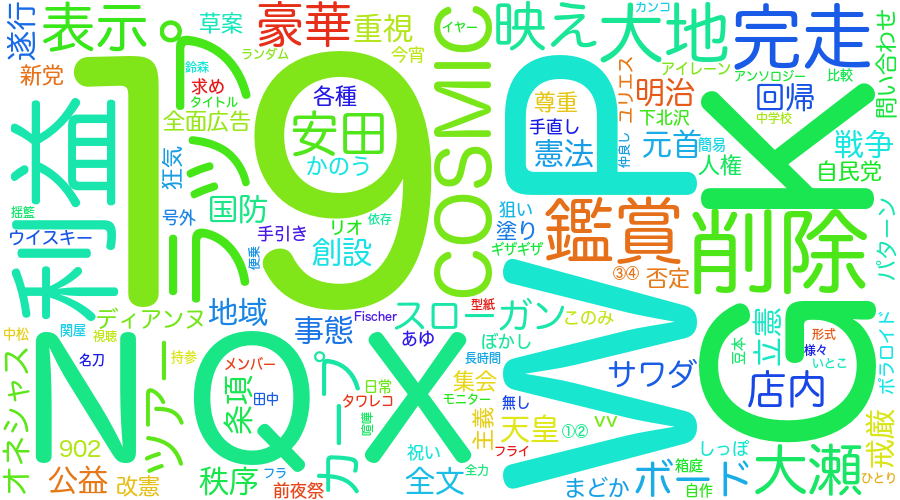 遂行
表示
プ
豪華
重視
COSMIC
イヤー
映え
カンコ
大地
完走
問い合わせ
草案
ランダム
今宵
新党
鈴森
求め
タイトル
各種
1
9
P
K
ユリエス
アイレーン
アンソロジー
比較
利益
全面広告
安田
尊重
明治
回帰
中学校
下北沢
手直し
ップ
狂気
かのう
憲法
仲良し
元首
簡易
人権
戦争
自民党
揺籃
ウイスキー
号外
国防
リオ
依存
手引き
便乗
創設
狙い
塗り
ギザギザ
鑑賞
③④
否定
削除
パターン
ディアンヌ
地域
事態
Fischer
スローガン
型紙
このみ
W
G
立憲
形式
ポラロイド
中松
関屋
視聴
名刀
持参
N
Q
X
あゆ
ぼかし
長時間
豆本
様々
いとこ
オネシャス
ツアー
メンバー
条項
田中
カープ
日常
タワレコ
喧嘩
集会
モニター
無し
サワダ
店内
902
主義
天皇
①②
vv
しっぽ
戒厳
公益
改憲
秩序
フラ
前夜祭
祝い
全文
全力
フライ
まどか
ボード
箱庭
自作
大瀬
ひとり